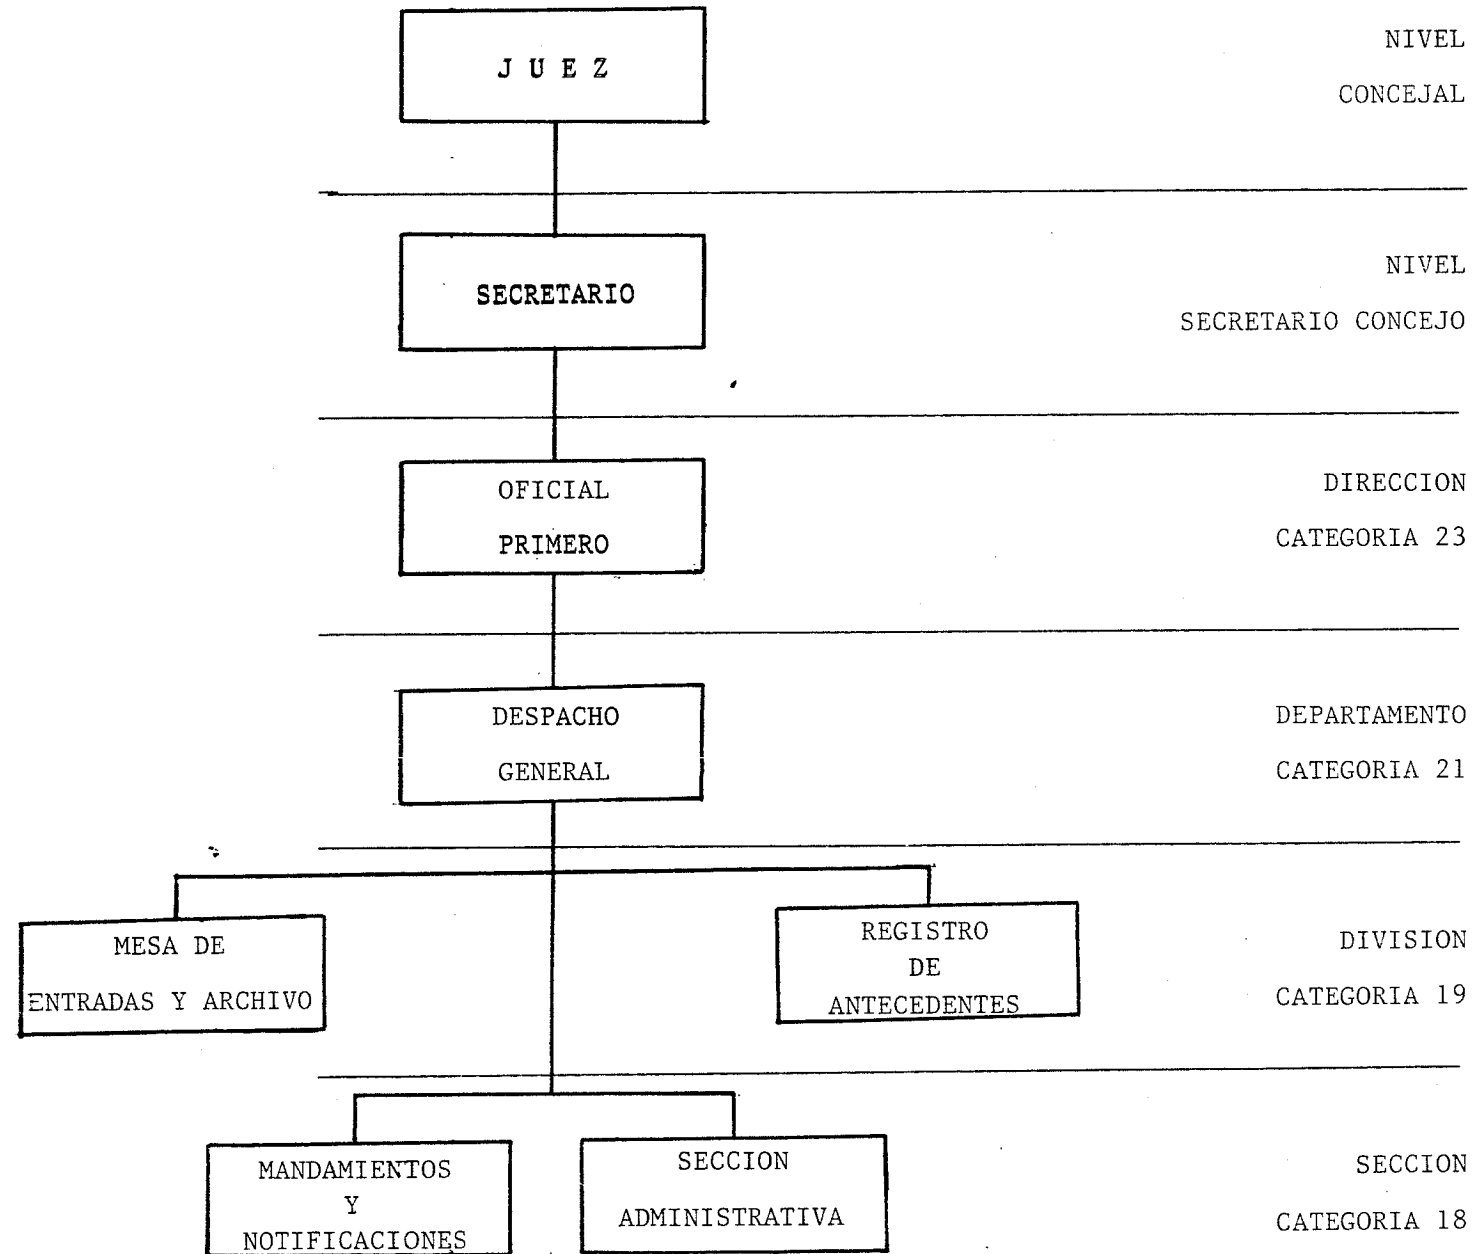 J U E Z
NIVEL
CONCEJAL
SECRETARIO
NIVEL
SECRETARIO CONCEJO
OFICIAL
PRIMERO
DIRECCION
CATEGORIA 23
DESPACHO
GENERAL
DEPARTAMENTO
CATEGORIA 21
MESA DE
ENTRADAS Y ARCHIVO
REGISTRO
DE
ANTECEDENTES
DIVISION
CATEGORIA 19
MANDAMIENTOS
Y
NOTIFICACIONES
SECCION
ADMINISTRATIVA
SECCION
CATEGORIA 18